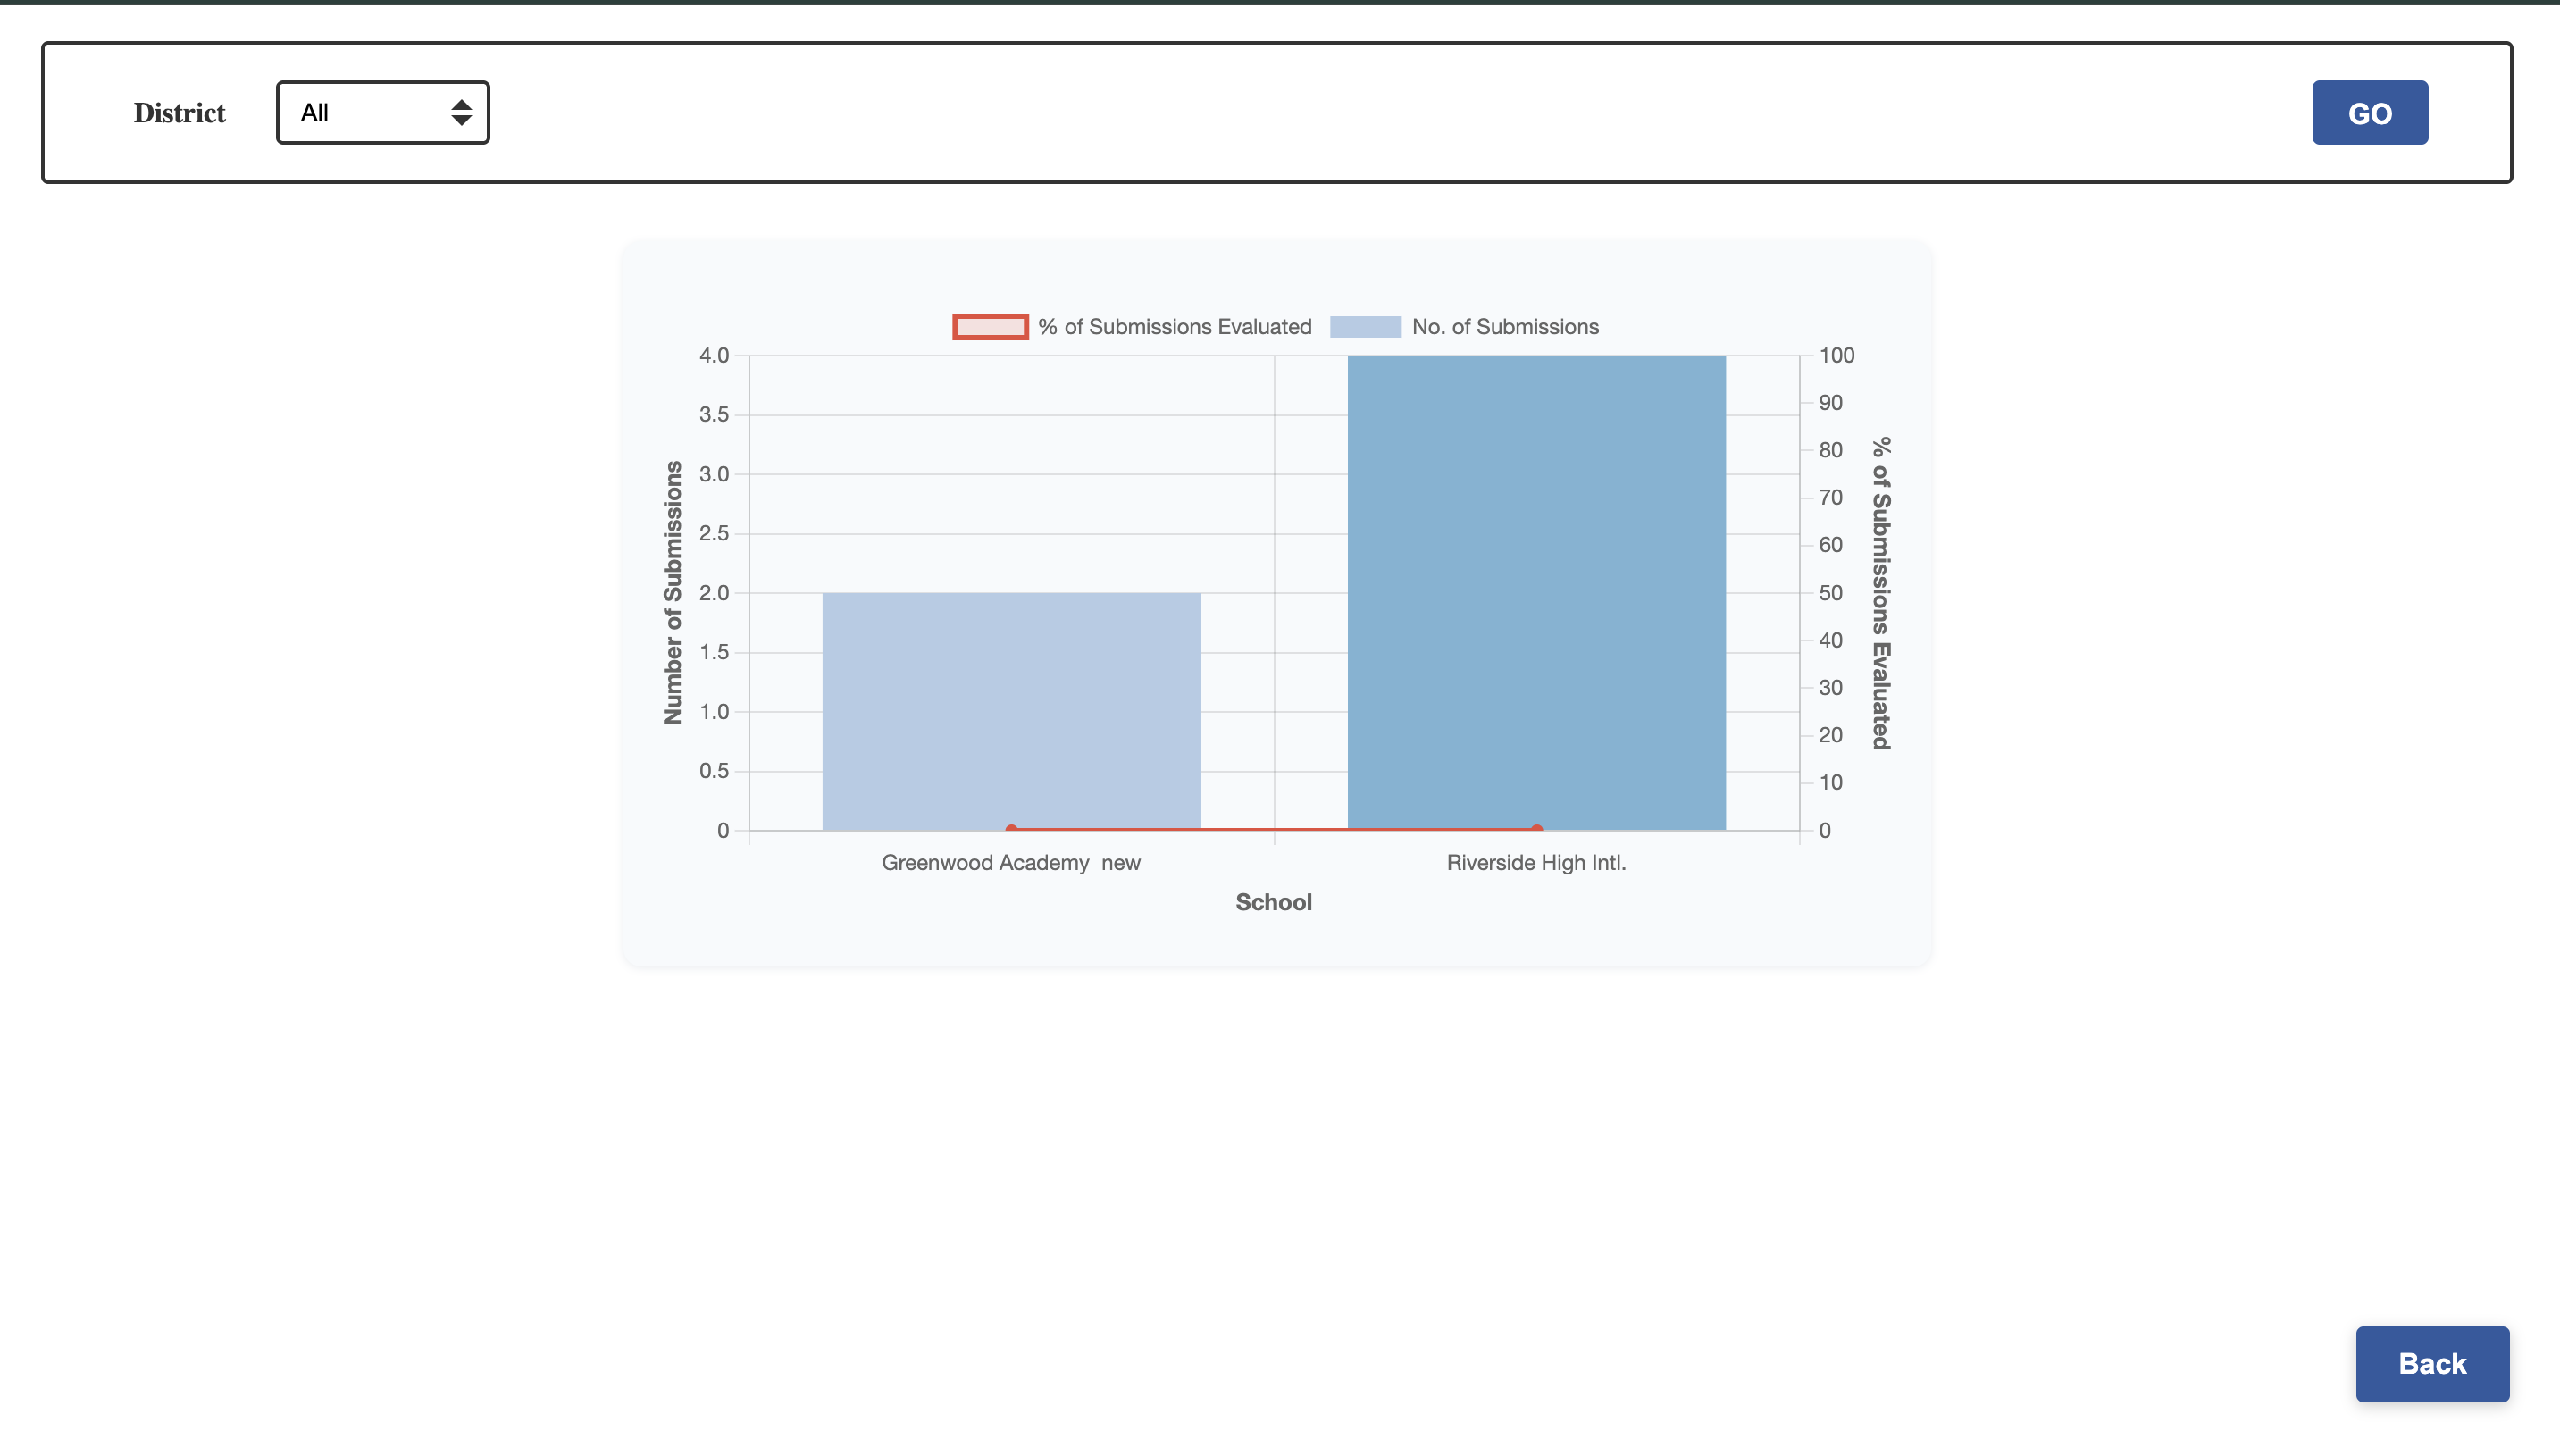 District
All
GO
% of Submissions Evaluated
No. of Submissions
Number of Submissions
4.0
3.5
3.0
2.5
2.0
1.5
1.0
0.5
0
100
90
80
70
60
50
40
30
20
10
0
% of Submissions Evaluated
Greenwood Academy  new
Riverside High Intl.
School
Back